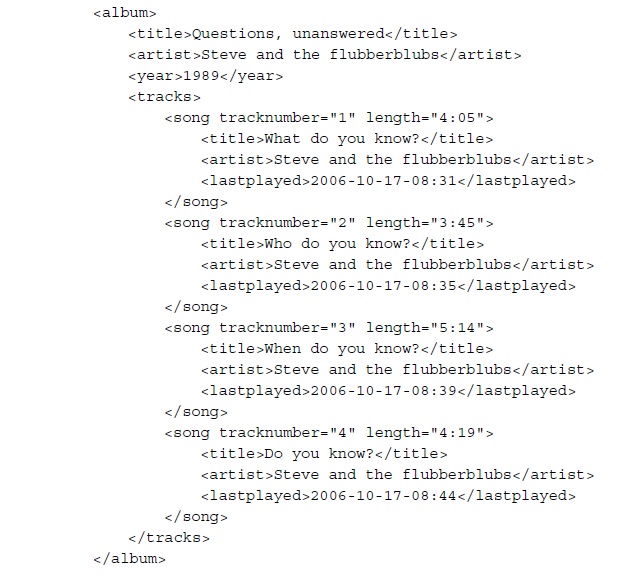 <album>
<title>Questions, unanswered</title>
<artist>Steve and the flubberblubs</artist>
<year>1989</year>
<tracks>
<song tracknumber="1" length="4:05">
<title>What do you know?</title>
<artist>Steve and the flubberblubs</artist>
<lastplayed>2006-10-17-08:31</lastplayed>
</song>
<song tracknumber="2" length="3:45">
<title>Who do you know?</title>
<artist>Steve and the flubberblubs</artist>
<lastplayed>2006-10-17-08:35</lastplayed>
</song>
<song tracknumber="3" length="5:14">
<title>When do you know?</title>
<artist>Steve and the flubberblubs</artist>
<lastplayed>2006-10-17-08:39</lastplayed>
</song>
<song tracknumber="4" length="4:19">
<title>Do you know?</title>
<artist>Steve and the flubberblubs</artist>
<lastplayed>2006-10-17-08:44</lastplayed>
</song>
</tracks>
</album>